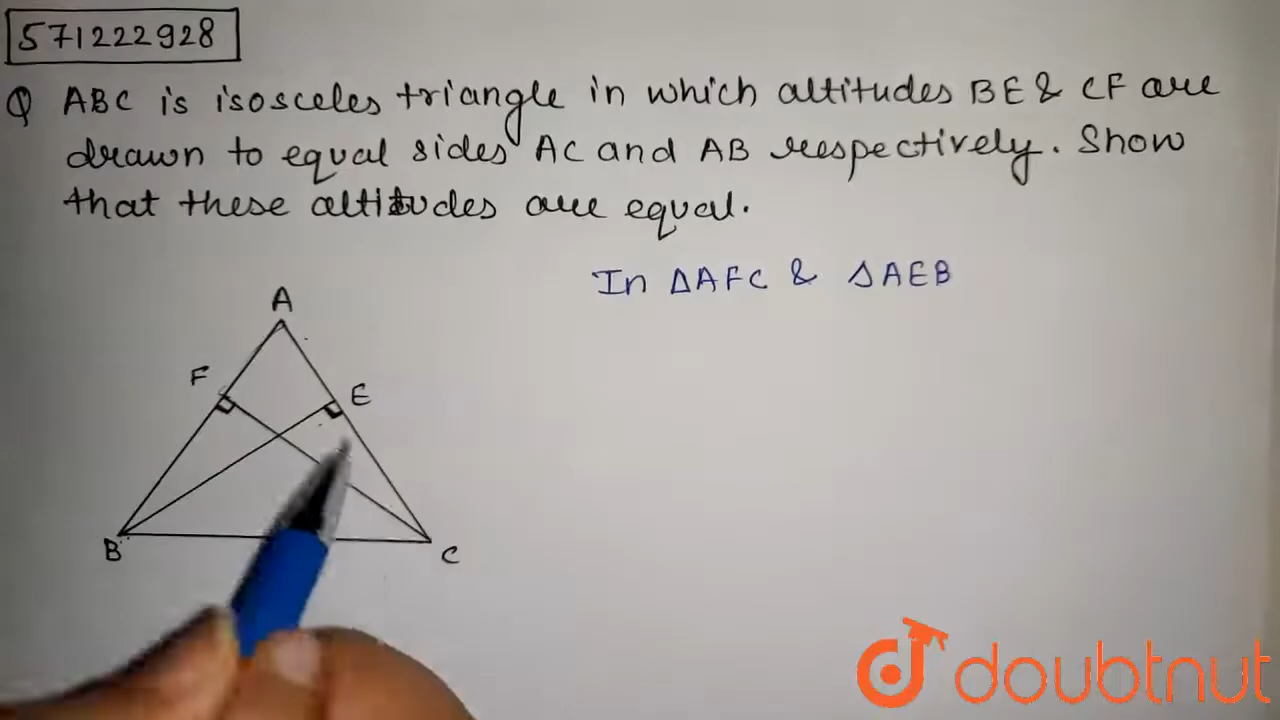 571222928
Q ABC is isosceles triangle in which altitudes BE & CF are
drawn to equal sides AC and AB respectively. Show
that these altitudes are equal.
In ΔAFC & ΔAEB
A
F
E
B
C
doubtnut